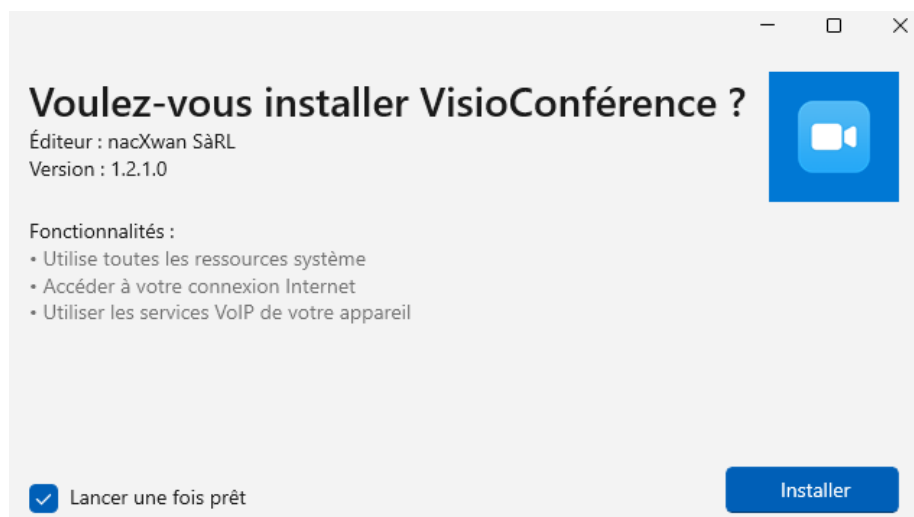 Voulez-vous installer VisioConférence ?
Éditeur : nacXwan SàRL
Version : 1.2.1.0
Fonctionnalités :
• Utilise toutes les ressources système
• Accéder à votre connexion Internet
• Utiliser les services VoIP de votre appareil
Lancer une fois prêt
Installer